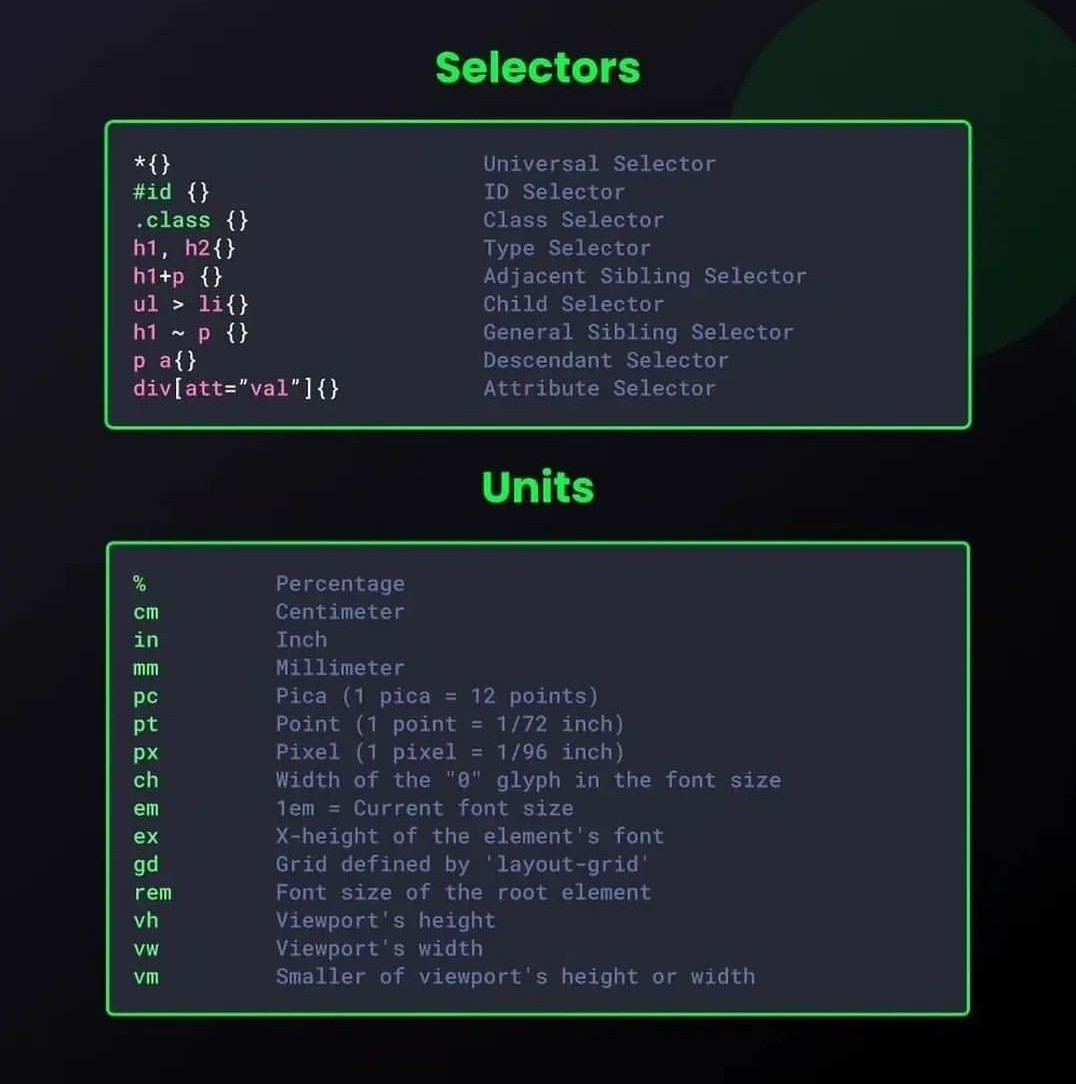 Selectors
*{} Universal Selector
#id {} ID Selector
.class {} Class Selector
h1, h2{} Type Selector
h1+p {} Adjacent Sibling Selector
ul > li{} Child Selector
h1 ~ p {} General Sibling Selector
p a{} Descendant Selector
div[att=”val”]{} Attribute Selector
Units
% Percentage
cm Centimeter
in Inch
mm Millimeter
pc Pica (1 pica = 12 points)
pt Point (1 point = 1/72 inch)
px Pixel (1 pixel = 1/96 inch)
ch Width of the "0" glyph in the font size
em 1em = Current font size
ex X-height of the element's font
gd Grid defined by 'layout-grid'
rem Font size of the root element
vh Viewport's height
vw Viewport's width
vm Smaller of viewport's height or width